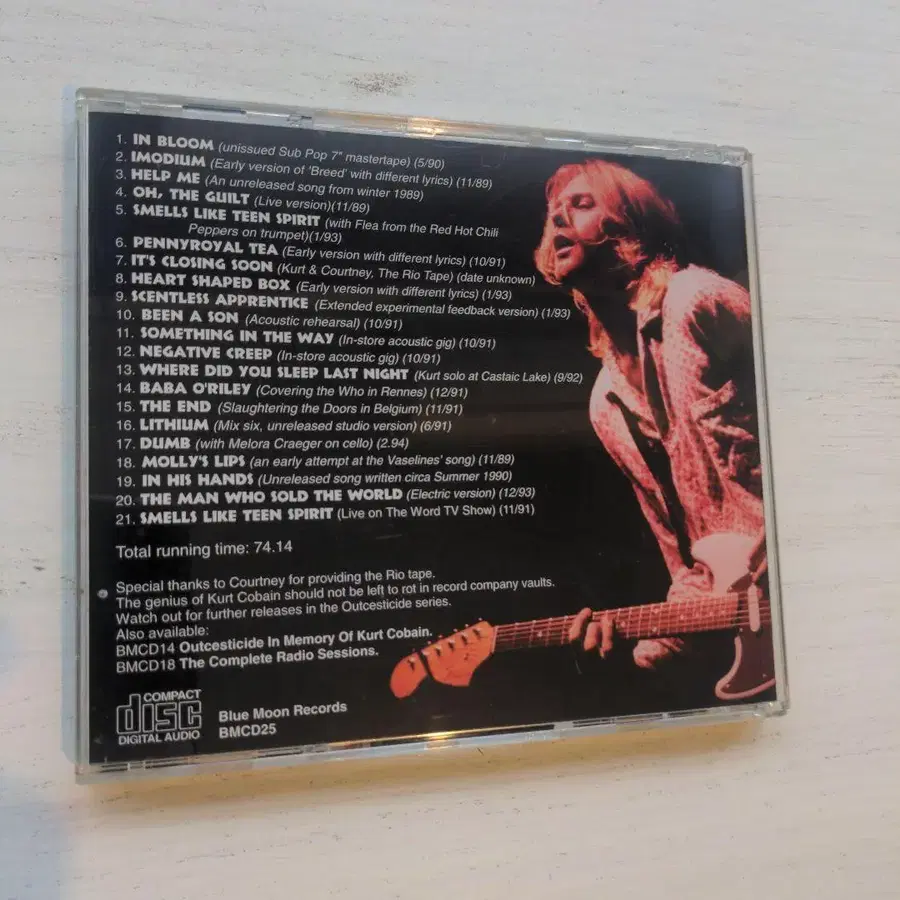 1. IN BLOOM (unissued Sub Pop 7" mastertape) (5/90)
2. IMODIUM (Early version of 'Breed' with different lyrics) (11/89)
3. HELP ME (An unreleased song from winter 1989)
4. OH, THE GUILT (Live version)(11/89)
5. SMELLS LIKE TEEN SPIRIT (with Flea from the Red Hot Chili
Peppers on trumpet)(1/93)
6. PENNYROYAL TEA (Early version with different lyrics) (10/91)
7. IT'S CLOSING SOON (Kurt & Courtney, The Rio Tape) (date unknown)
8. HEART SHAPED BOX (Early version with different lyrics) (1/93)
9. SCENTLESS APPRENTICE (Extended experimental feedback version) (1/93)
10. BEEN A SON (Acoustic rehearsal) (10/91)
11. SOMETHING IN THE WAY (In-store acoustic gig) (10/91)
12. NEGATIVE CREEP (In-store acoustic gig) (10/91)
13. WHERE DID YOU SLEEP LAST NIGHT (Kurt solo at Castaic Lake) (9/92)
14. BABA O'RILEY (Covering the Who in Rennes) (12/91)
15. THE END (Slaughtering the Doors in Belgium) (11/91)
16. LITHIUM (Mix six, unreleased studio version) (6/91)
17. DUMB (with Melora Craeger on cello) (2.94)
18. MOLLY'S LIPS (an early attempt at the Vaselines' song) (11/89)
19. IN HIS HANDS (Unreleased song written circa Summer 1990)
20. THE MAN WHO SOLD THE WORLD (Electric version) (12/93)
21. SMELLS LIKE TEEN SPIRIT (Live on The Word TV Show) (11/91)
Total running time: 74.14
Special thanks to Courtney for providing the Rio tape.
The genius of Kurt Cobain should not be left to rot in record company vaults.
Watch out for further releases in the Outcesticide series.
Also available:
BMCD14 Outcesticide In Memory Of Kurt Cobain.
BMCD18 The Complete Radio Sessions.
COMPACT
disc
DIGITAL AUDIO
Blue Moon Records
BMCD25